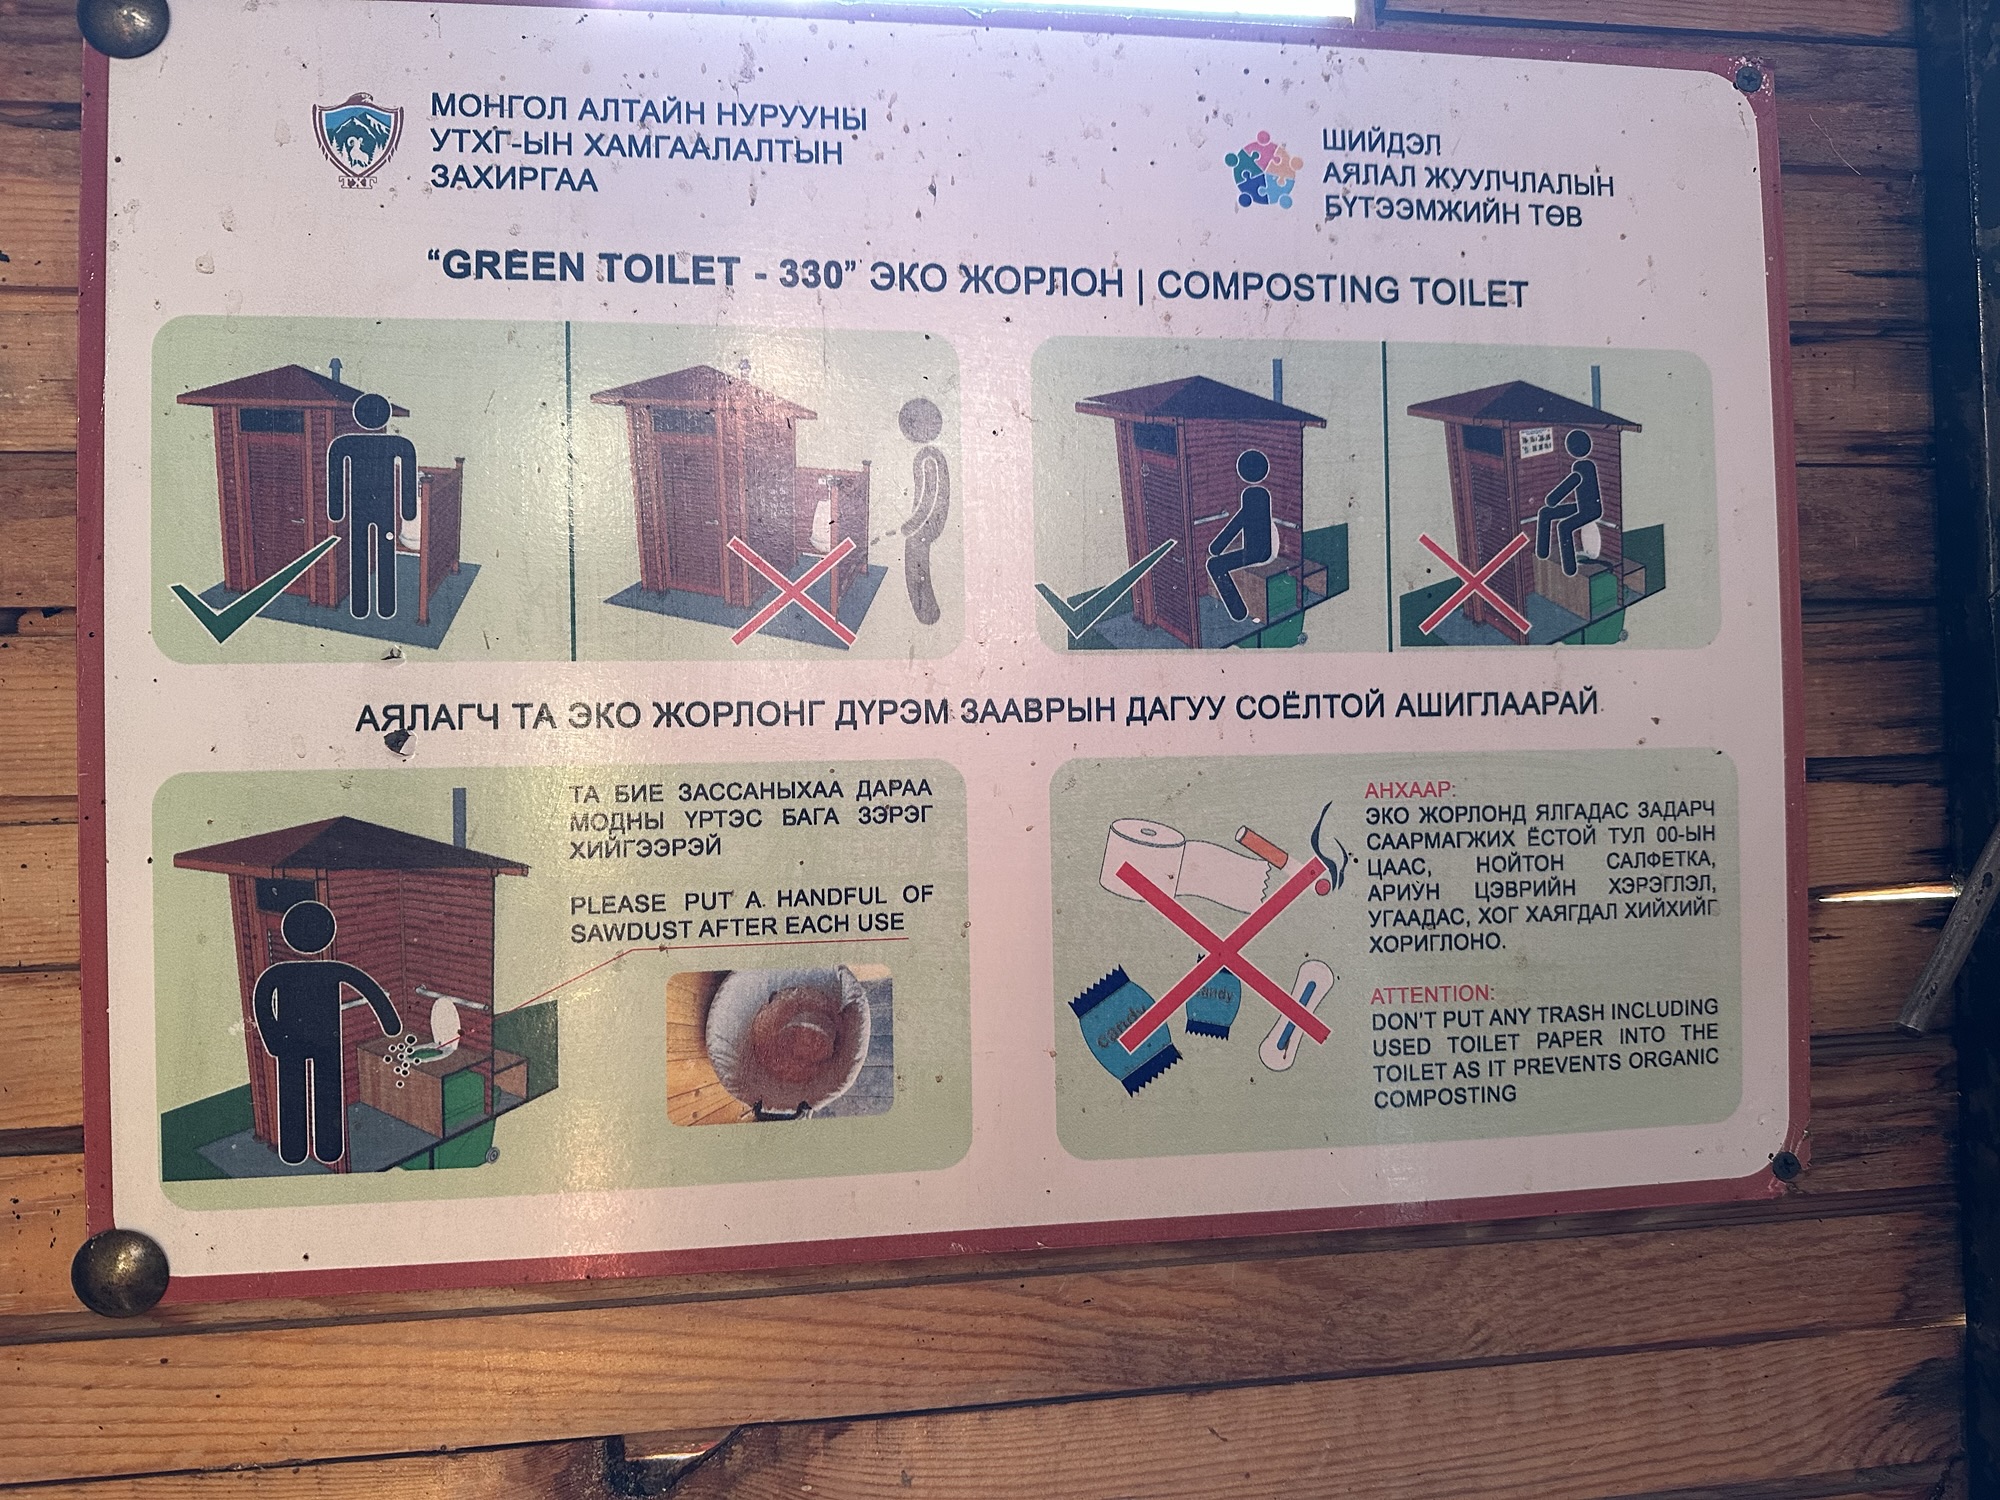 МОНГОЛ АЛТАЙН НУРУУНЫ
УТХГ-ЫН ХАМГААЛАЛТЫН
ЗАХИРГАА
ТХГ
ШИЙДЭЛ
АЯЛАЛ ЖУУЛЧЛАЛЫН
БҮТЭЭМЖИЙН ТӨВ
“GREEN TOILET - 330” ЭКО ЖОРЛОН | COMPOSTING TOILET
АЯЛАГЧ ТА ЭКО ЖОРЛОНГ ДҮРЭМ ЗААВРЫН ДАГУУ СОЁЛТОЙ АШИГЛААРАЙ
ТА БИЕ ЗАССАНЫХАА ДАРАА
МОДНЫ ҮРТЭС БАГА ЗЭРЭГ
ХИЙГЭЭРЭЙ
PLEASE PUT A HANDFUL OF
SAWDUST AFTER EACH USE
АНХААР:
ЭКО ЖОРЛОНД ЯЛГАДАС ЗАДАРЧ
СААРМАГЖИХ ЁСТОЙ ТУЛ 00-ЫН
ЦААС, НОЙТОН САЛФЕТКА,
АРИУН ЦЭВРИЙН ХЭРЭГЛЭЛ,
УГААДАС, ХОГ ХАЯГДАЛ ХИЙХИЙГ
ХОРИГЛОНО.
ATTENTION:
DON'T PUT ANY TRASH INCLUDING
USED TOILET PAPER INTO THE
TOILET AS IT PREVENTS ORGANIC
COMPOSTING
Candy
andy